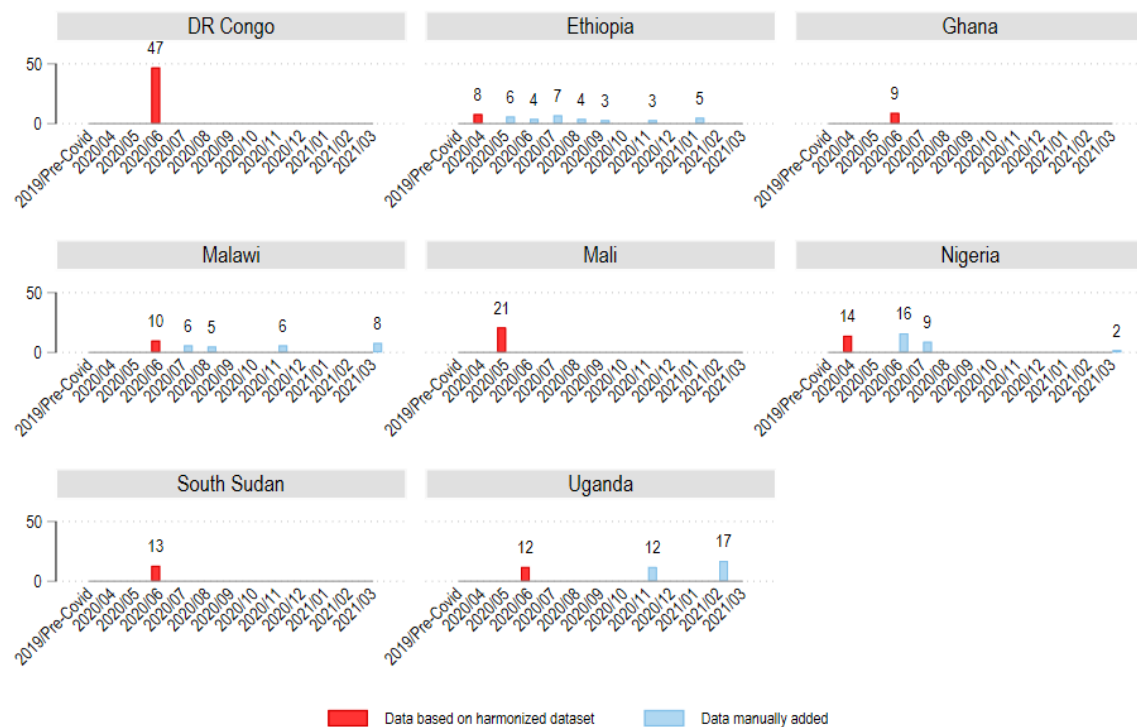 DR Congo
47
50
0
2019/Pre-Covid 2020/04 2020/05 2020/06 2020/07 2020/08 2020/09 2020/10 2020/11 2020/12 2021/01 2021/02 2021/03
Ethiopia
8 6 4 7 4 3 3 5
2019/Pre-Covid 2020/04 2020/05 2020/06 2020/07 2020/08 2020/09 2020/10 2020/11 2020/12 2021/01 2021/02 2021/03
Ghana
9
2019/Pre-Covid 2020/04 2020/05 2020/06 2020/07 2020/08 2020/09 2020/10 2020/11 2020/12 2021/01 2021/02 2021/03
Malawi
50
10 6 5 6 8
0
2019/Pre-Covid 2020/04 2020/05 2020/06 2020/07 2020/08 2020/09 2020/10 2020/11 2020/12 2021/01 2021/02 2021/03
Mali
21
2019/Pre-Covid 2020/04 2020/05 2020/06 2020/07 2020/08 2020/09 2020/10 2020/11 2020/12 2021/01 2021/02 2021/03
Nigeria
14 16 9 2
2019/Pre-Covid 2020/04 2020/05 2020/06 2020/07 2020/08 2020/09 2020/10 2020/11 2020/12 2021/01 2021/02 2021/03
South Sudan
50
13
0
2019/Pre-Covid 2020/04 2020/05 2020/06 2020/07 2020/08 2020/09 2020/10 2020/11 2020/12 2021/01 2021/02 2021/03
Uganda
12 12 17
2019/Pre-Covid 2020/04 2020/05 2020/06 2020/07 2020/08 2020/09 2020/10 2020/11 2020/12 2021/01 2021/02 2021/03
Data based on harmonized dataset
Data manually added